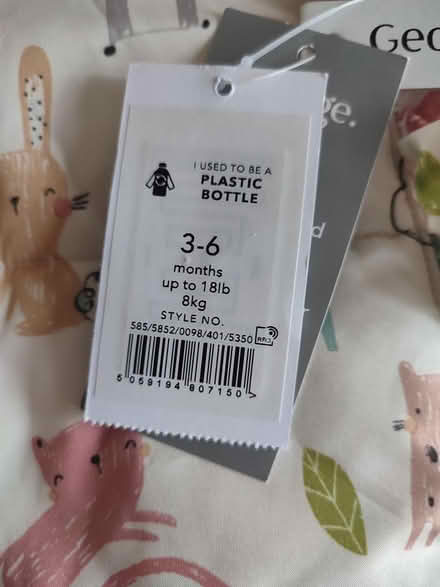 Geo
ge.
d
I USED TO BE A
PLASTIC
BOTTLE
3-6
months
up to 18lb
8kg
STYLE NO.
585/5852/0098/401/5350
RFID
5 059194 807150 >